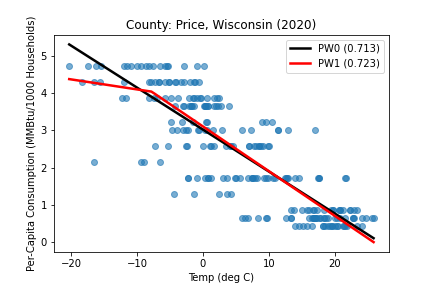 County: Price, Wisconsin (2020)
PW0 (0.713)
PW1 (0.723)
Per-Capita Consumption (MMBtu/1000 Households)
5
4
3
2
1
0
−20
−10
0
10
20
Temp (deg C)